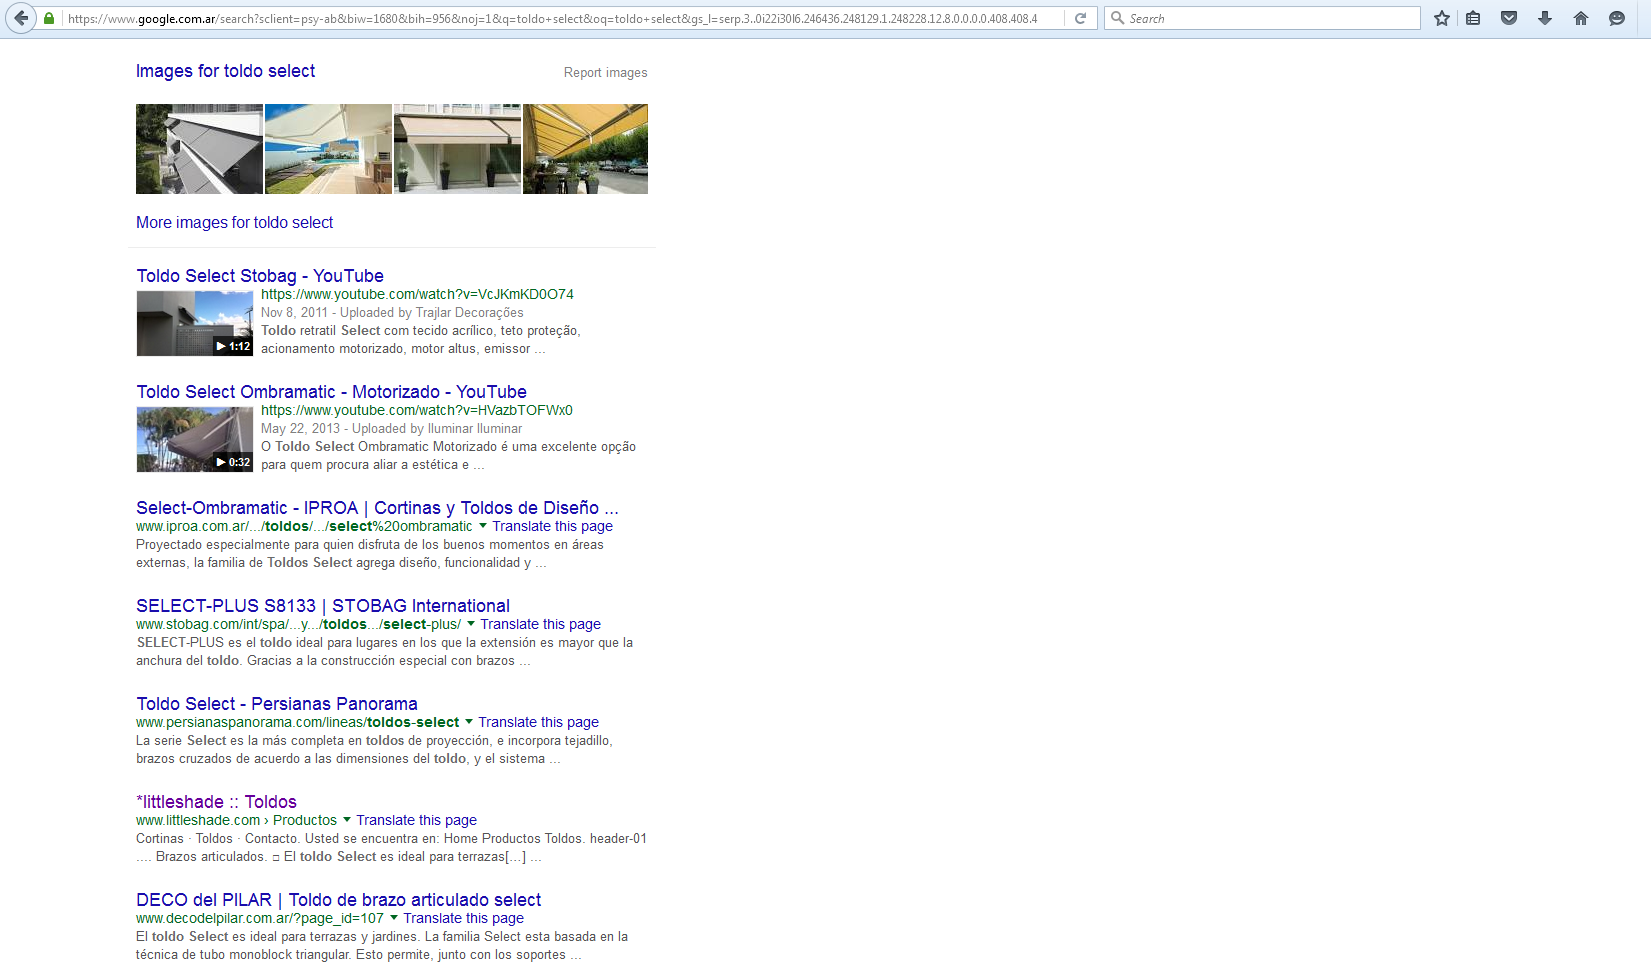 https://www.google.com.ar/search?sclient=psy-ab&biw=1680&bih=956&noj=1&q=toldo+select&oq=toldo+select&gs_l=serp.3..0i22i30l6.246436.248129.1.248228.12.8.0.0.0.0.408.408.4
Search
Images for toldo select
Report images
More images for toldo select
Toldo Select Stobag - YouTube
https://www.youtube.com/watch?v=VcJKmKD0O74
Nov 8, 2011 - Uploaded by Trajlar Decorações
Toldo retratil Select com tecido acrílico, teto proteção,
1:12
acionamento motorizado, motor altus, emissor ...
Toldo Select Ombramatic - Motorizado - YouTube
https://www.youtube.com/watch?v=HVazbTOFWx0
May 22, 2013 - Uploaded by Iluminar Iluminar
O Toldo Select Ombramatic Motorizado é uma excelente opção
0:32
para quem procura aliar a estética e ...
Select-Ombramatic - IPROA | Cortinas y Toldos de Diseño ...
www.iproa.com.ar/.../toldos/.../select%20ombramatic ▼ Translate this page
Proyectado especialmente para quien disfruta de los buenos momentos en áreas
externas, la familia de Toldos Select agrega diseño, funcionalidad y ...
SELECT-PLUS S8133 | STOBAG International
www.stobag.com/int/spa/...y.../toldos.../select-plus/ ▼ Translate this page
SELECT-PLUS es el toldo ideal para lugares en los que la extensión es mayor que la
anchura del toldo. Gracias a la construcción especial con brazos ...
Toldo Select - Persianas Panorama
www.persianaspanorama.com/lineas/toldos-select ▼ Translate this page
La serie Select es la más completa en toldos de proyección, e incorpora tejadillo,
brazos cruzados de acuerdo a las dimensiones del toldo, y el sistema ...
*littleshade :: Toldos
www.littleshade.com › Productos ▼ Translate this page
Cortinas · Toldos · Contacto. Usted se encuentra en: Home Productos Toldos. header-01
.... Brazos articulados. □ El toldo Select es ideal para terrazas[...] ...
DECO del PILAR | Toldo de brazo articulado select
www.decodelpilar.com.ar/?page_id=107 ▼ Translate this page
El toldo Select es ideal para terrazas y jardines. La familia Select esta basada en la
técnica de tubo monoblock triangular. Esto permite, junto con los soportes ...